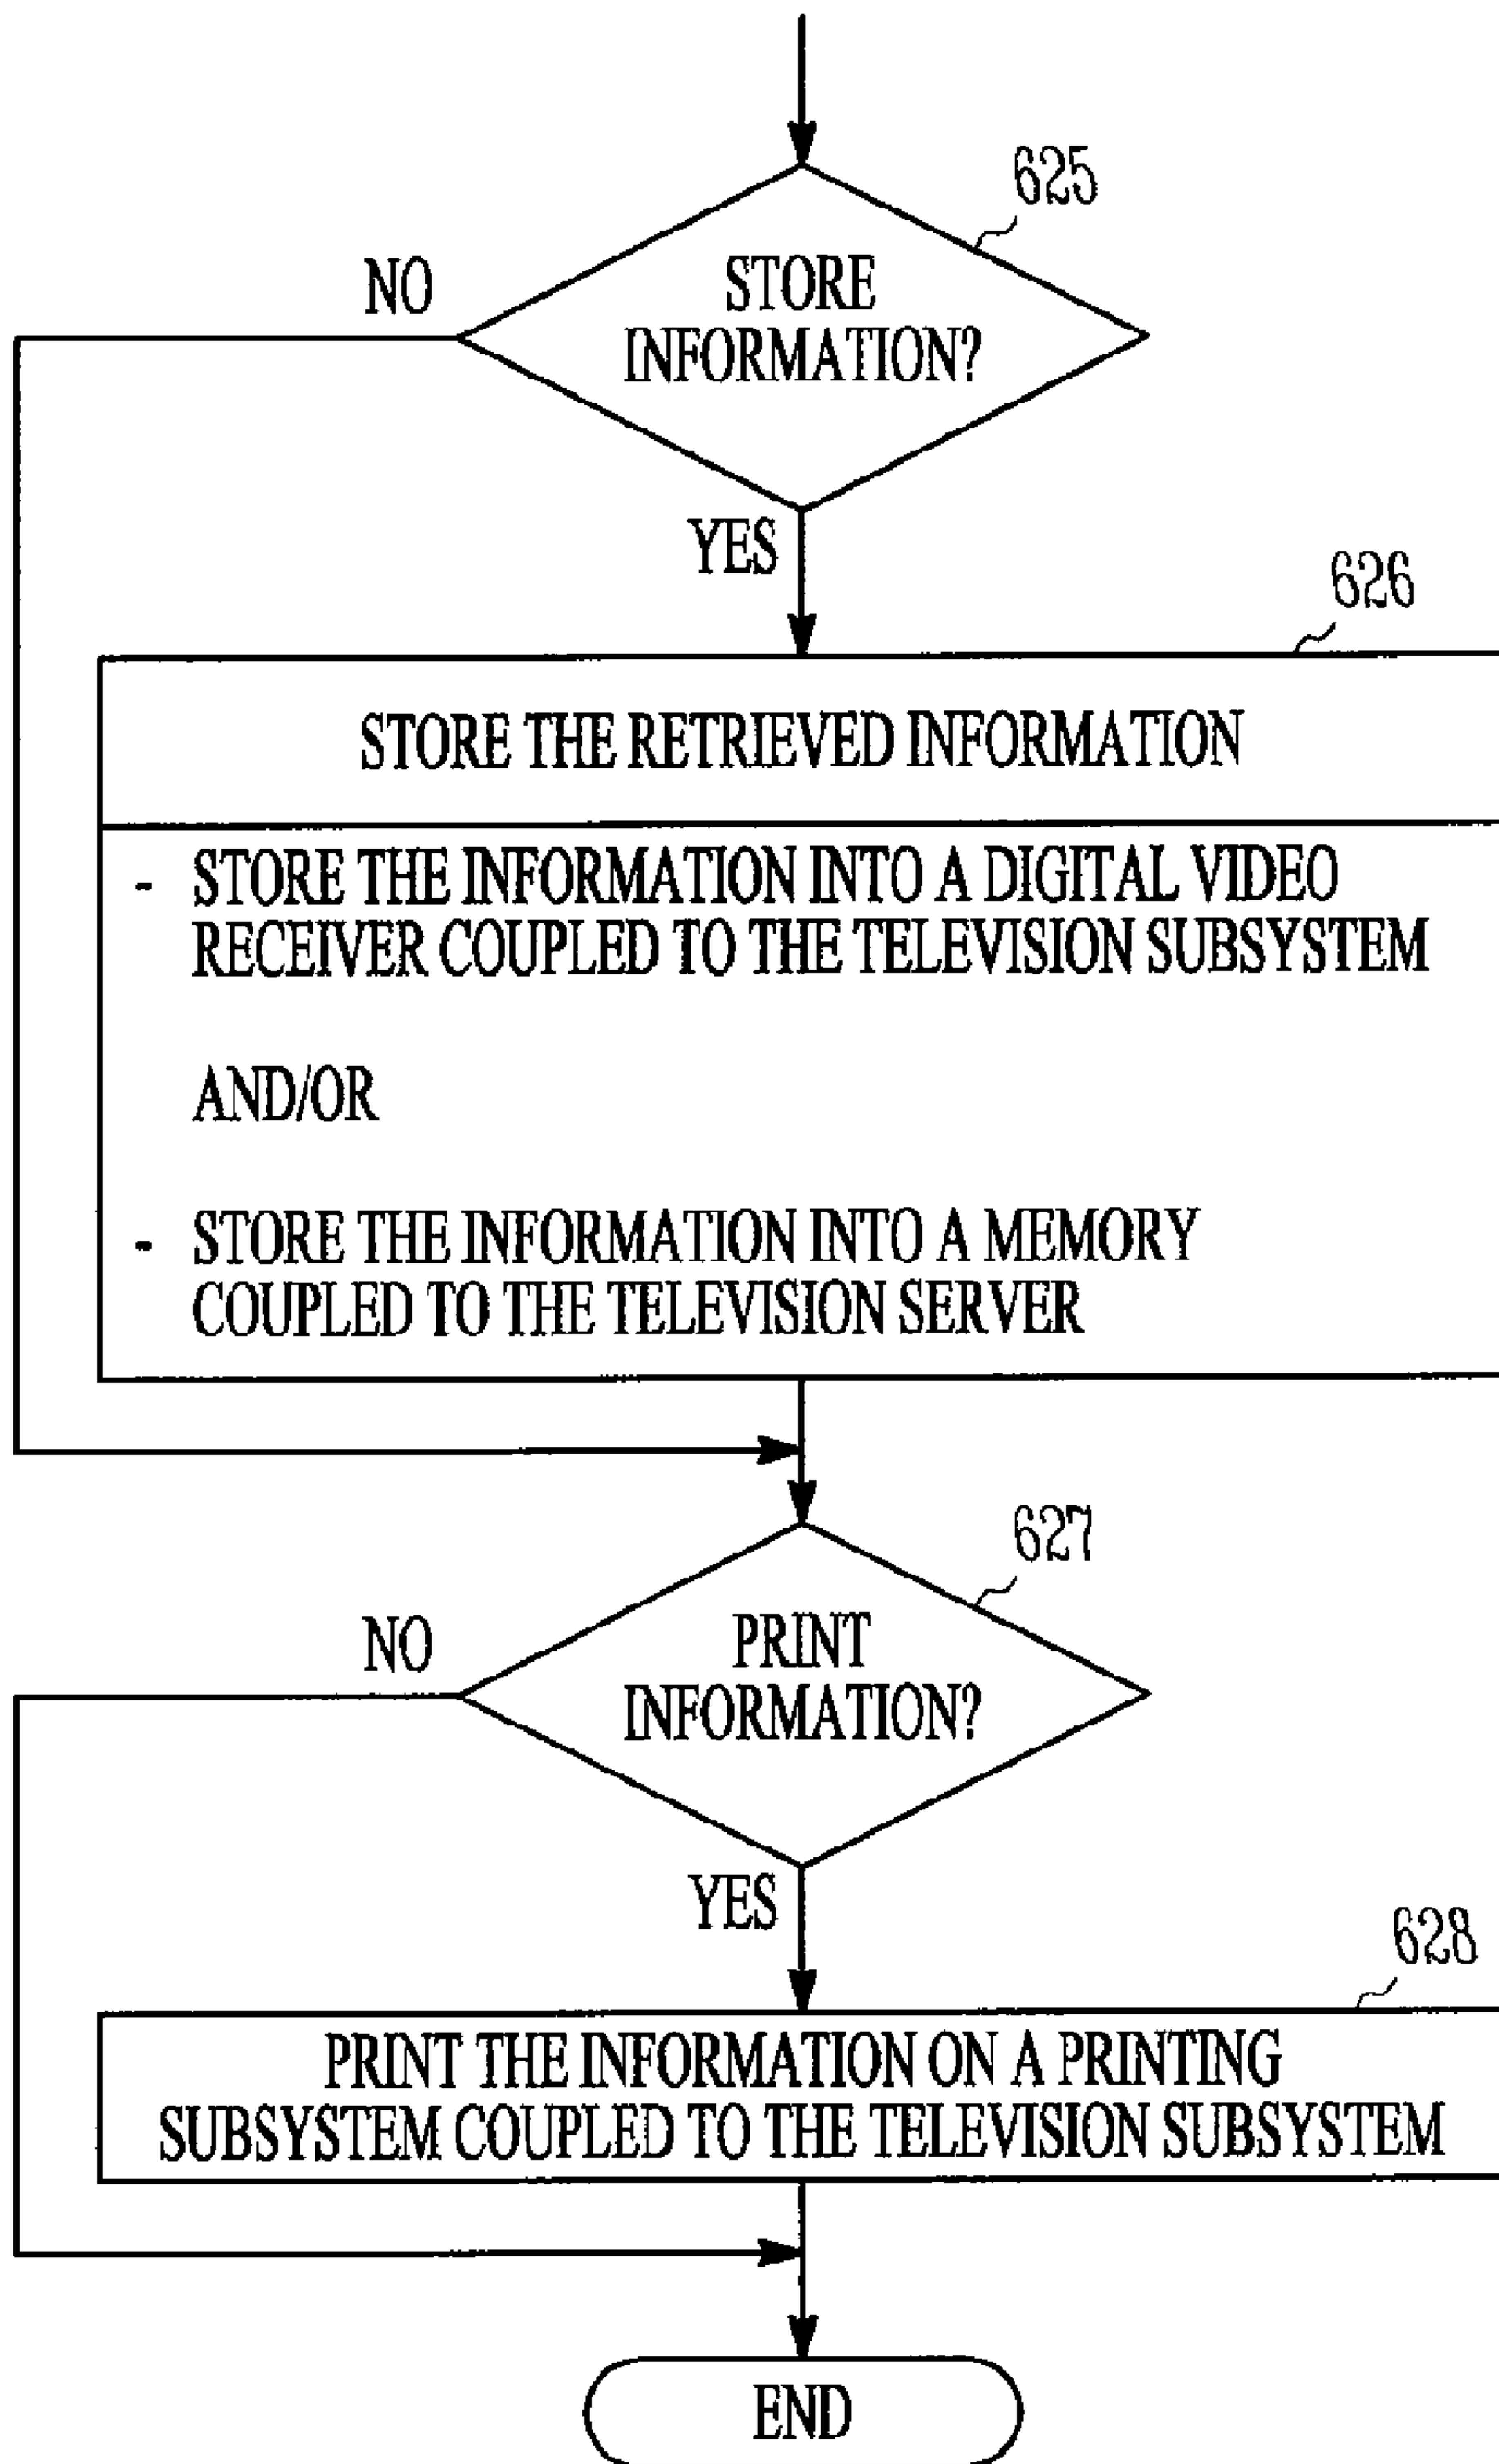 625
NO
STORE
INFORMATION?
YES
626
STORE THE RETRIEVED INFORMATION
- STORE THE INFORMATION INTO A DIGITAL VIDEO
RECEIVER COUPLED TO THE TELEVISION SUBSYSTEM
AND/OR
- STORE THE INFORMATION INTO A MEMORY
COUPLED TO THE TELEVISION SERVER
627
NO
PRINT
INFORMATION?
YES
628
PRINT THE INFORMATION ON A PRINTING
SUBSYSTEM COUPLED TO THE TELEVISION SUBSYSTEM
END